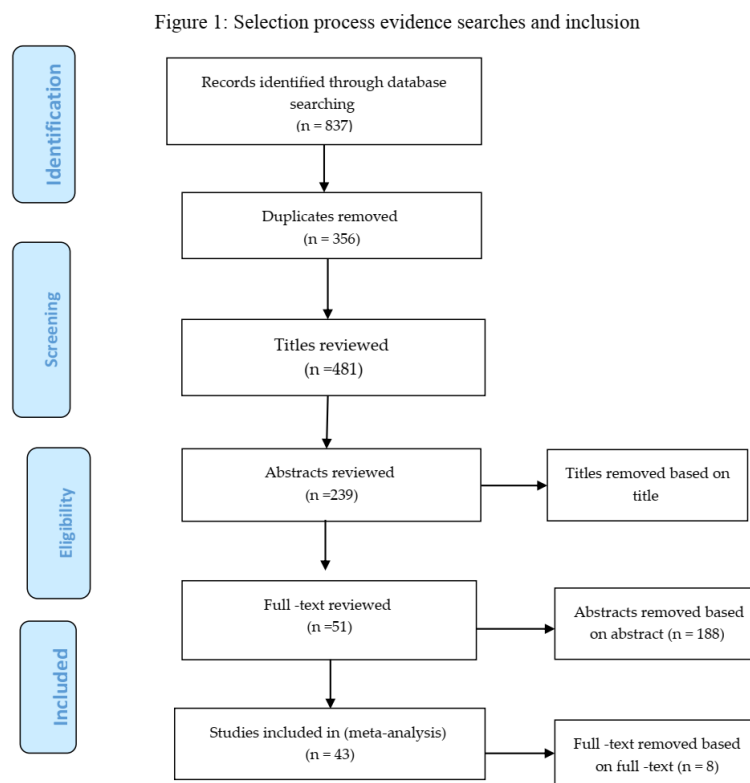 Figure 1: Selection process evidence searches and inclusion
Identification
Records identified through database
searching
(n = 837)
Duplicates removed
(n = 356)
Screening
Titles reviewed
(n =481)
Eligibility
Abstracts reviewed
(n =239)
Titles removed based on
title
Full -text reviewed
(n =51)
Abstracts removed based
on abstract (n = 188)
Included
Studies included in (meta-analysis)
n = 43)
Full -text removed based
on full -text (n = 8)